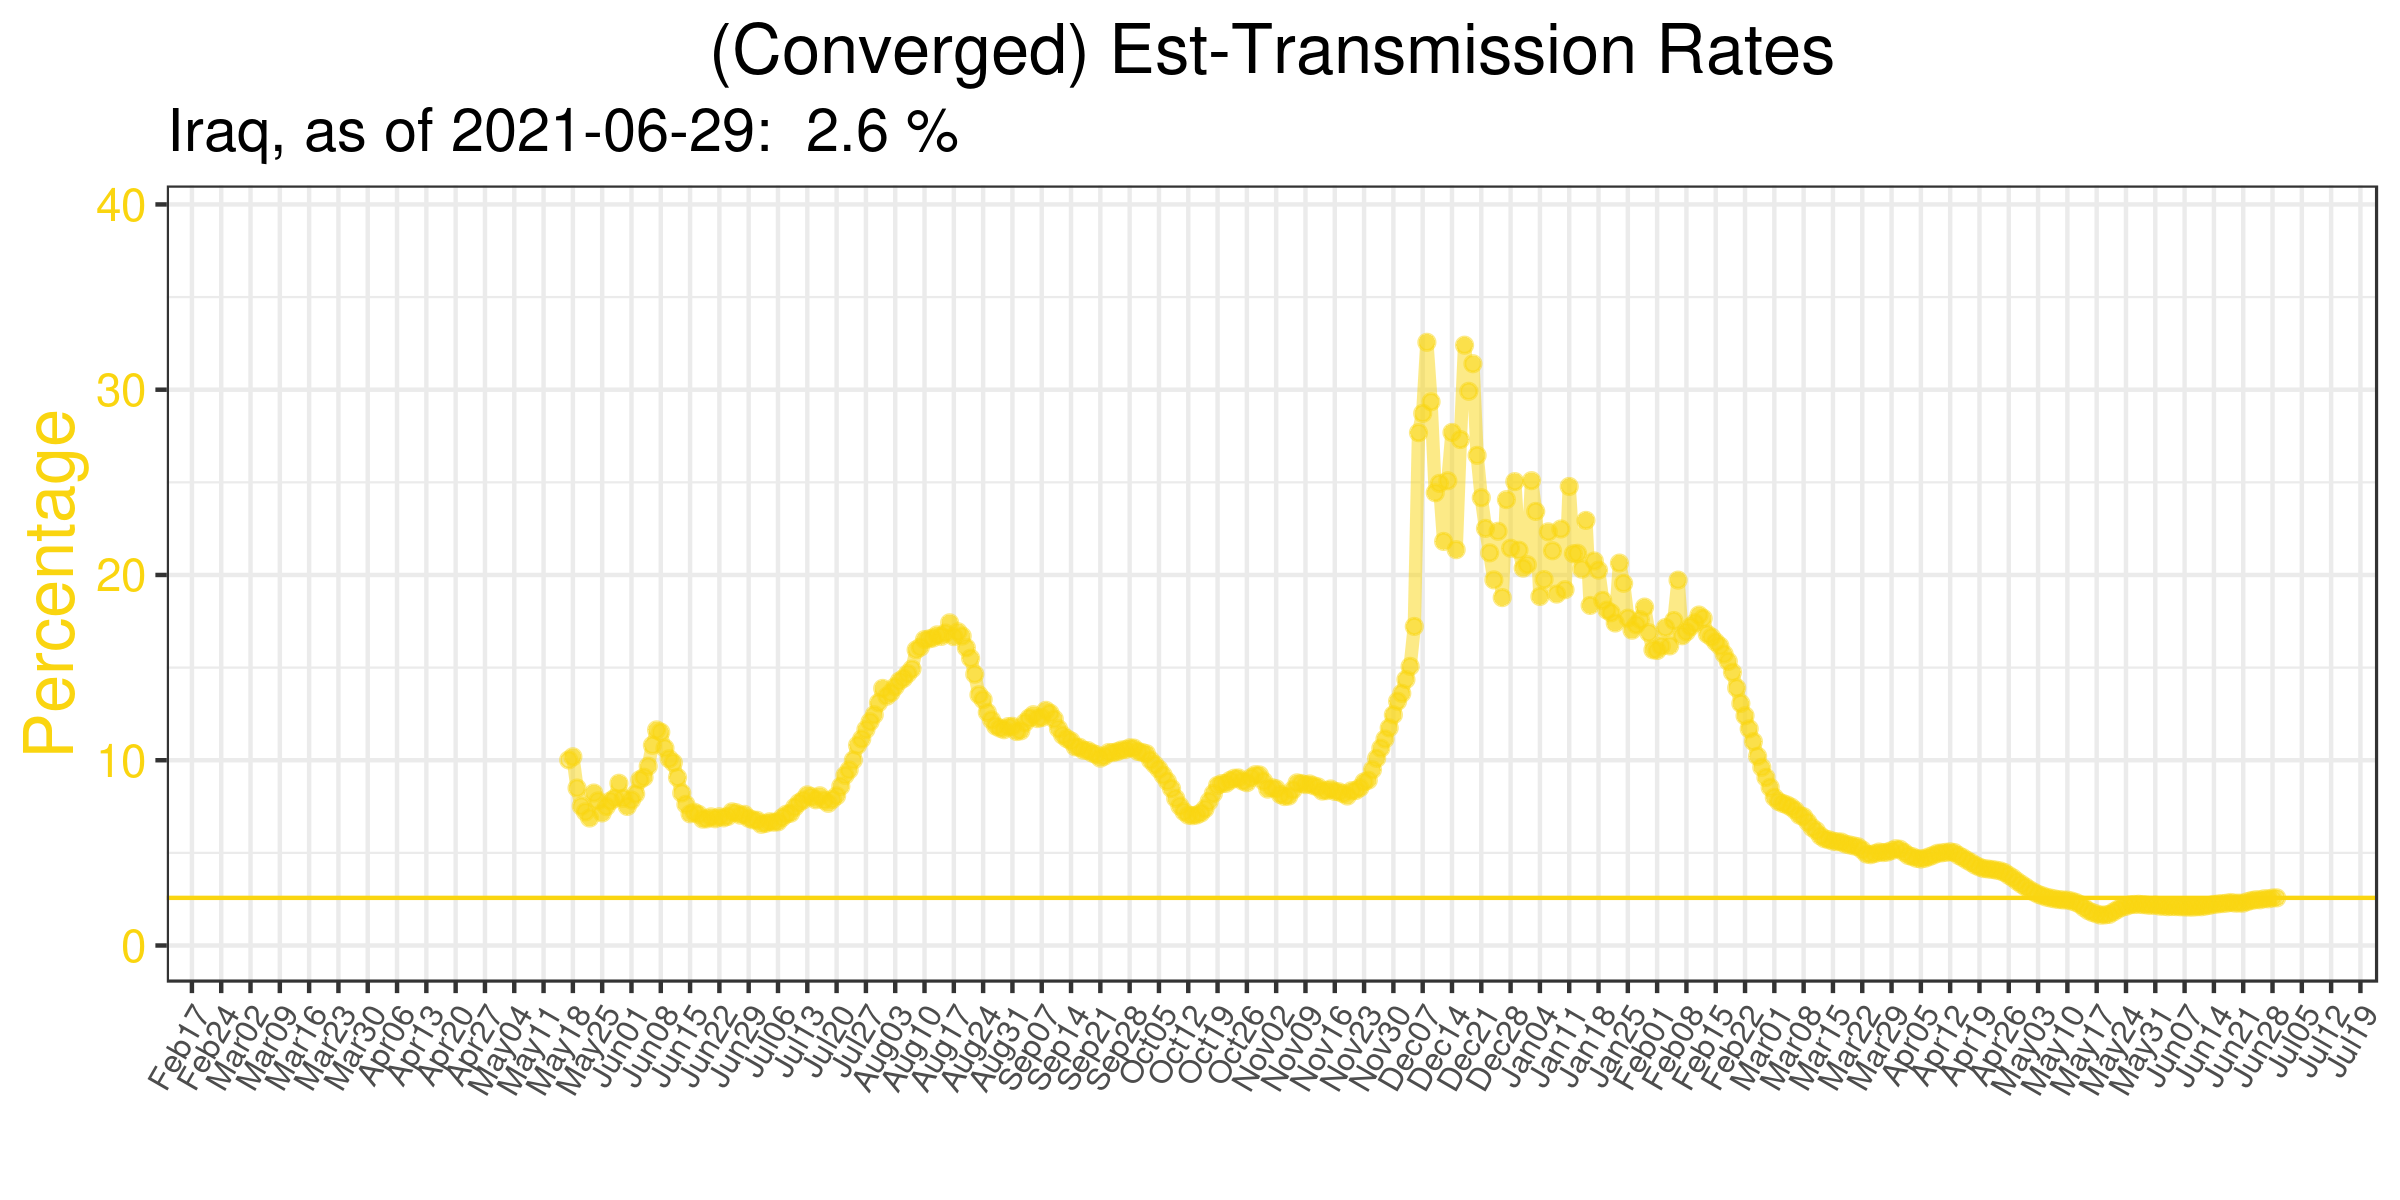 (Converged) Est-Transmission Rates
Iraq, as of 2021-06-29: 2.6 %
Percentage
40
30
20
10
0
Feb17
Feb24
Mar02
Mar09
Mar16
Mar23
Mar30
Apr06
Apr13
Apr20
Apr27
May04
May11
May18
May25
Jun01
Jun08
Jun15
Jun22
Jun29
Jul06
Jul13
Jul20
Jul27
Aug03
Aug10
Aug17
Aug24
Aug31
Sep07
Sep14
Sep21
Sep28
Oct05
Oct12
Oct19
Oct26
Nov02
Nov09
Nov16
Nov23
Nov30
Dec07
Dec14
Dec21
Dec28
Jan04
Jan11
Jan18
Jan25
Feb01
Feb08
Feb15
Feb22
Mar01
Mar08
Mar15
Mar22
Mar29
Apr05
Apr12
Apr19
Apr26
May03
May10
May17
May24
May31
Jun07
Jun14
Jun21
Jun28
Jul05
Jul12
Jul19